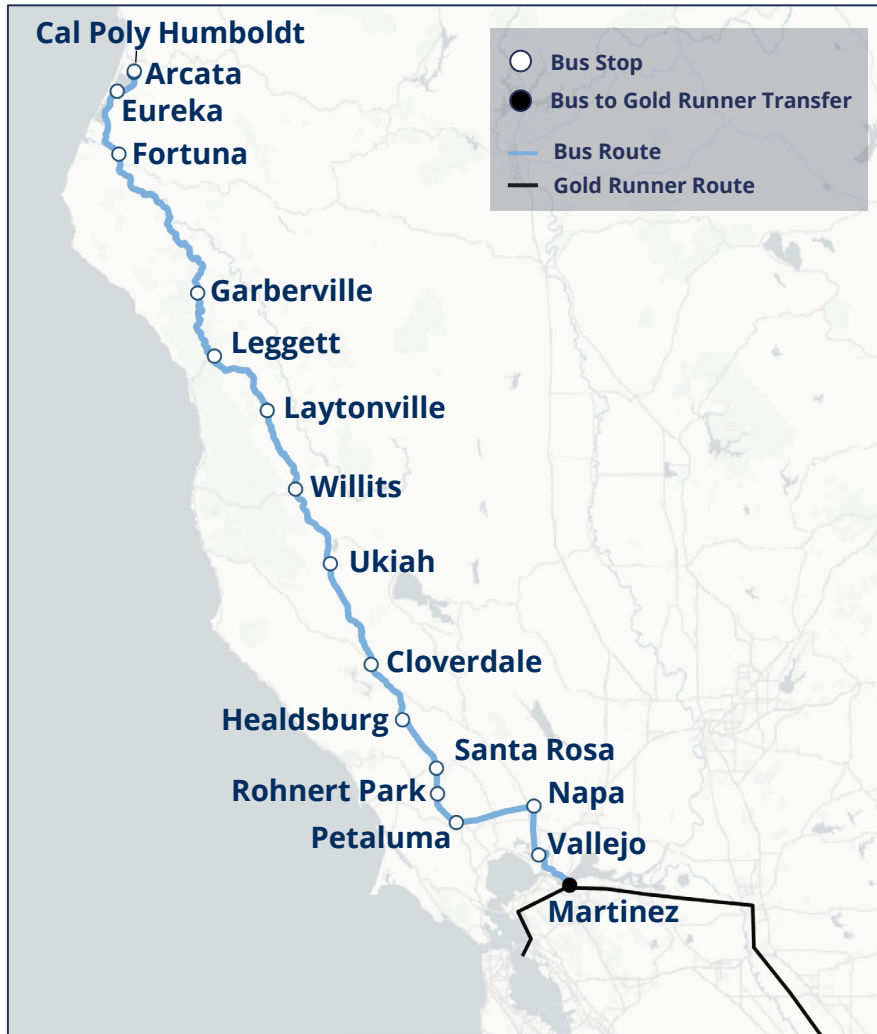 Cal Poly Humboldt
Arcata
Eureka
Fortuna
Garberville
Leggett
Laytonville
Willits
Ukiah
Cloverdale
Healdsburg
Santa Rosa
Rohnert Park
Napa
Petaluma
Vallejo
Martinez
Bus Stop
Bus to Gold Runner Transfer
Bus Route
Gold Runner Route